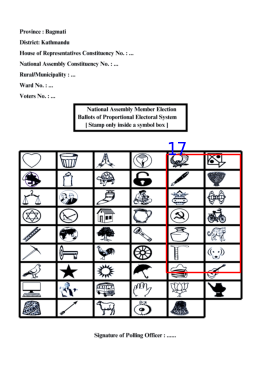 Province : Bagmati
District: Kathmandu
House of Representatives Constituency No. : ...
National Assembly Constituency No. : ...
Rural/Municipality : ...
Ward No. : ...
Voters No. : ...
National Assembly Member Election
Ballots of Proportional Electoral System
[ Stamp only inside a symbol box ]
17
Signature of Polling Officer : ......